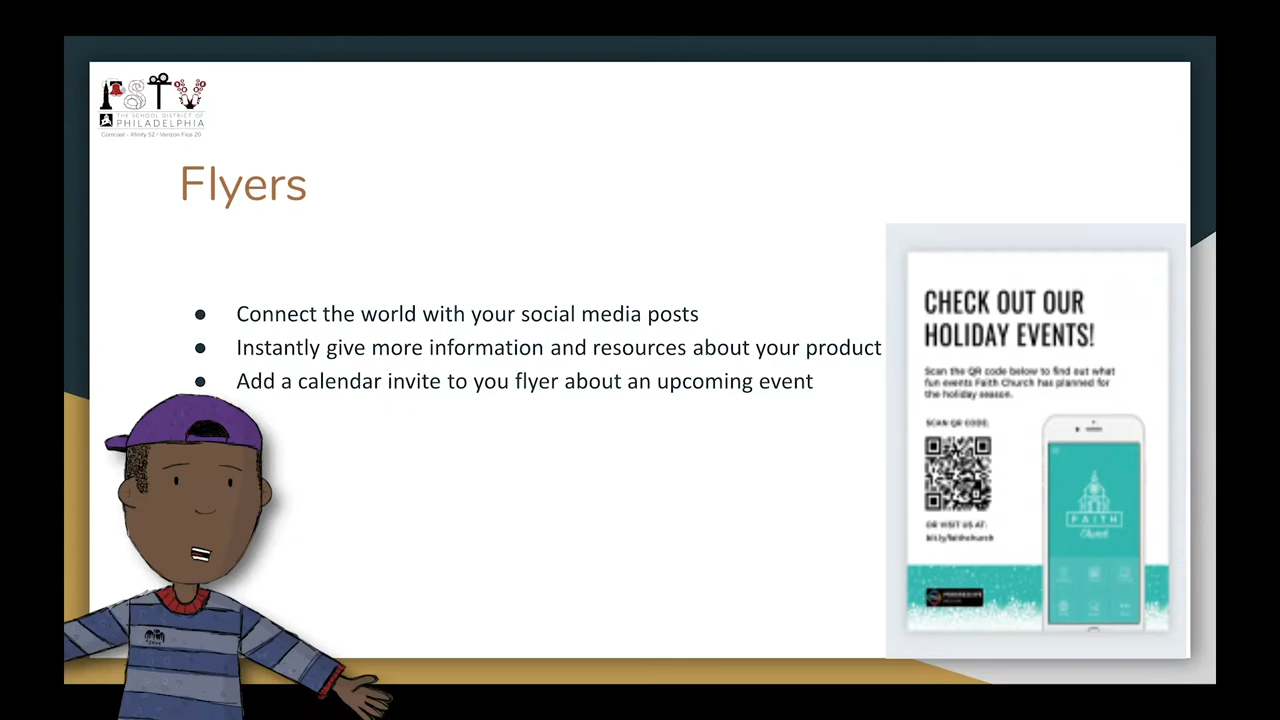 PSTV
THE SCHOOL DISTRICT OF
PHILADELPHIA
Comcast - Xfinity 52 / Verizon Fios 20
Flyers
● Connect the world with your social media posts
● Instantly give more information and resources about your product
● Add a calendar invite to you flyer about an upcoming event
CHECK OUT OUR
HOLIDAY EVENTS!
Scan the QR code below to find out what
fun events Faith Church has planned for
the holiday season.
SCAN QR CODE:
OR VISIT US AT:
bit.ly/faithchurch
FAITH
Church